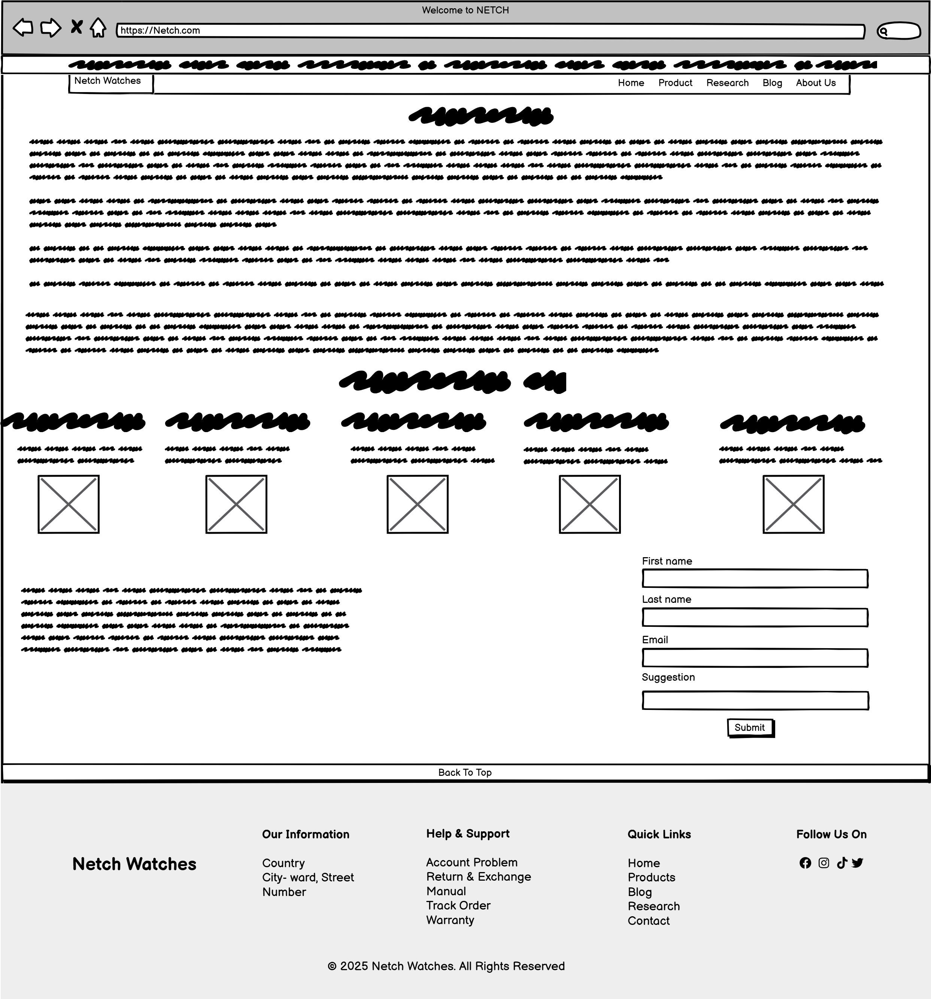 Welcome to NETCH
https://Netch.com
Netch Watches
Home Product Research Blog About Us
First name
Last name
Email
Suggestion
Submit
Back To Top
Netch Watches
Our Information
Country
City- ward, Street
Number
Help & Support
Account Problem
Return & Exchange
Manual
Track Order
Warranty
Quick Links
Home
Products
Blog
Research
Contact
Follow Us On
© 2025 Netch Watches. All Rights Reserved